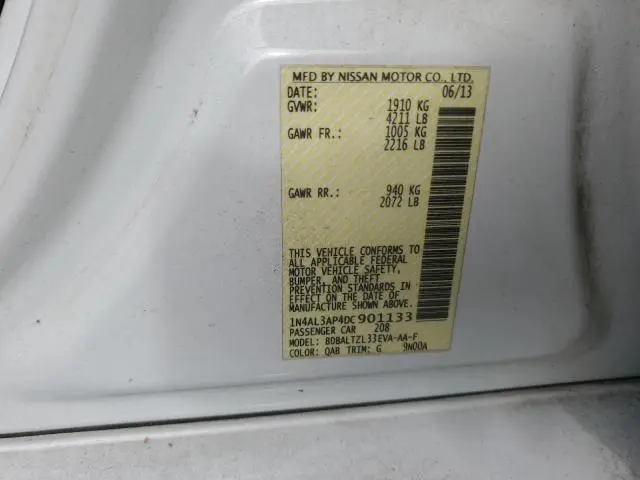 MFD BY NISSAN MOTOR CO., LTD.
DATE: 06/13
GVWR: 1910 KG
4211 LB
GAWR FR.: 1005 KG
2216 LB
GAWR RR.: 940 KG
2072 LB
THIS VEHICLE CONFORMS TO
ALL APPLICABLE FEDERAL
MOTOR VEHICLE SAFETY,
BUMPER, AND THEFT
PREVENTION STANDARDS IN
EFFECT ON THE DATE OF
MANUFACTURE SHOWN ABOVE.
1N4AL3AP4DC901133
PASSENGER CAR 208
MODEL: BDBALTZL33EVA-AA-F
COLOR: QAB TRIM: G 9N00A